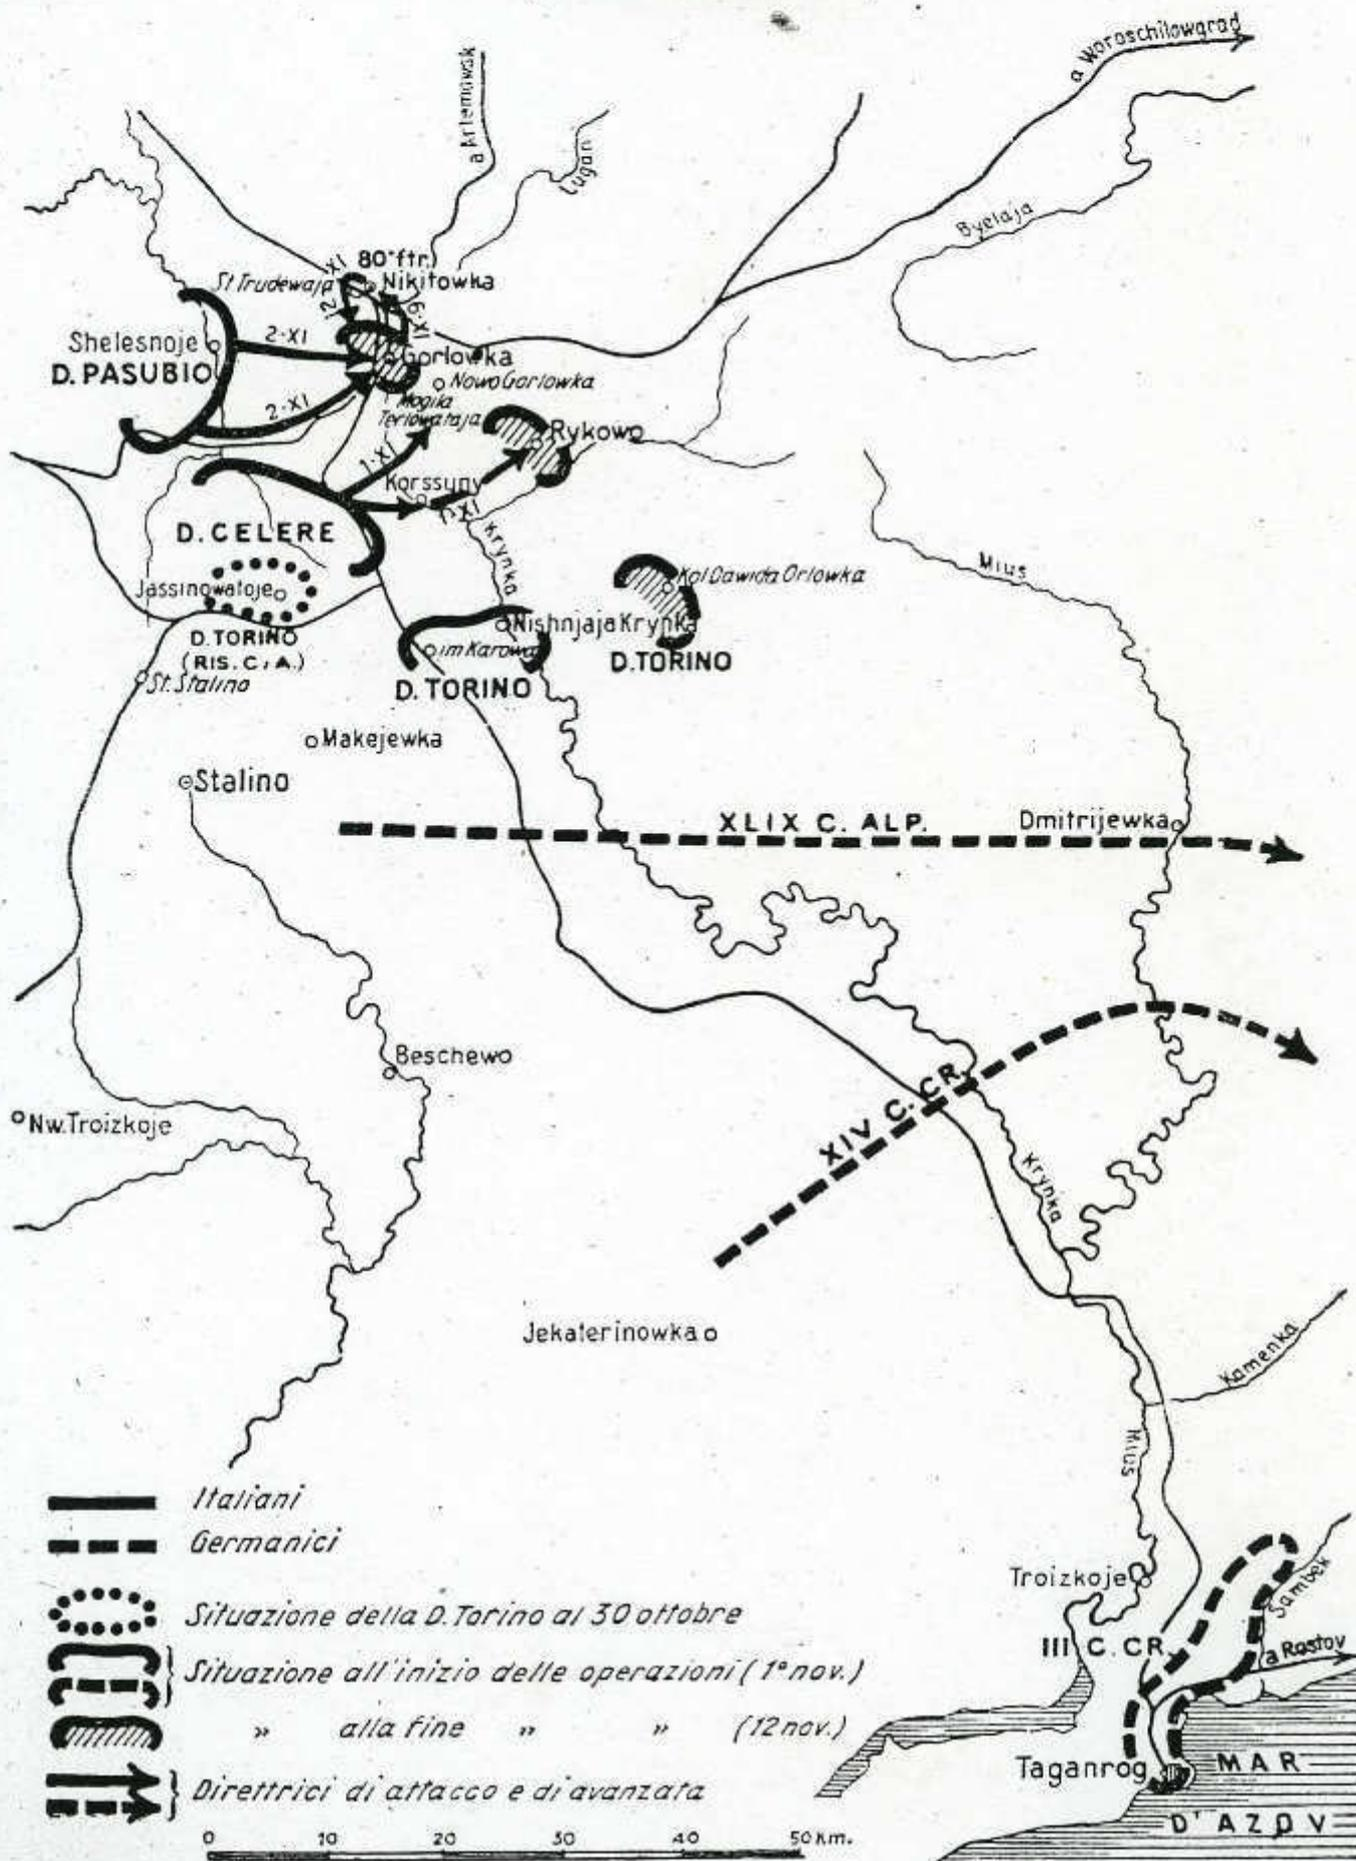 a Woroschilowgrad
a Artemowsk
Lugan
Byelaja
80° ftr.)
St Trudewaja
Nikitowka
12-XI
6-XI
Shelesnoje
D. PASUBIO
2-XI
Gorlowka
Nowo Gorlowka
2-XI
Mogila
Terlowataja
Rykowo
1-XI
Korssuny
D. CELERE
Krynka
Mius
Jassinowatoje
Kol Dawida Orlowka
D. TORINO
(RIS. C. A.)
Nishnjaja Krynka
im Karowa
D. TORINO
St. Stalino
D. TORINO
Makejewka
Stalino
XLIX C. ALP.
Dmitrijewka
Beschewo
Nw. Troizkoje
XIV C. CR.
Krynka
Jekaterinowka
Kamenka
Mius
Italiani
Germanici
Troizkoje
Sambek
Situazione della D. Torino al 30 ottobre
III C. CR.
a Rostov
Situazione all'inizio delle operazioni (1° nov.)
" alla fine " " (12 nov.)
Taganrog
MAR
D'AZOV
Direttrici di attacco e di avanzata
0 10 20 30 40 50 Km.